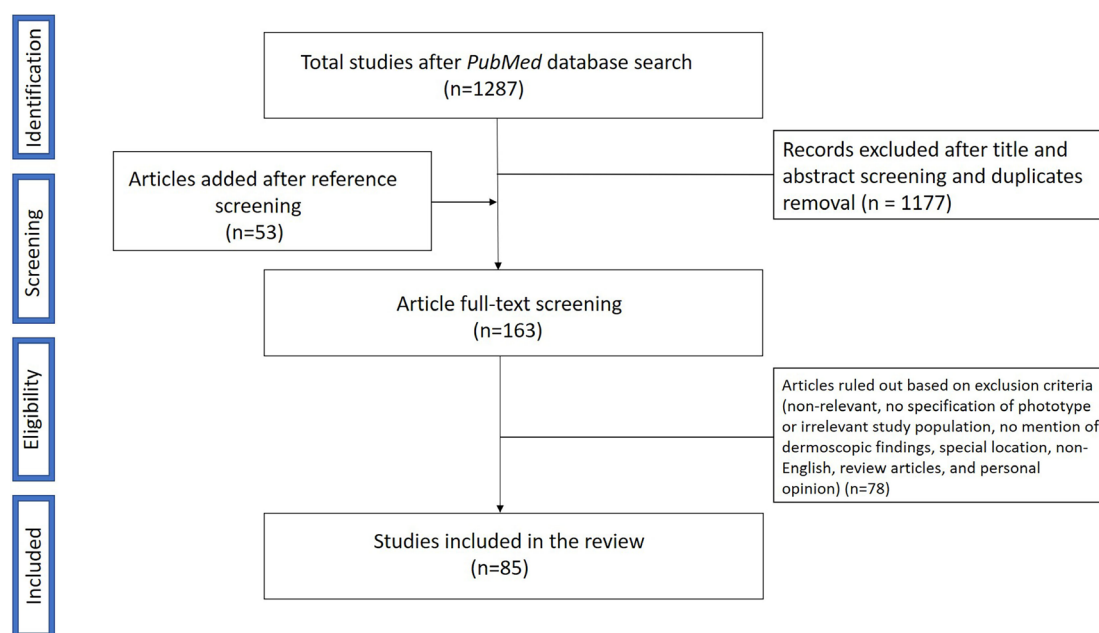 Identification
Total studies after PubMed database search
(n=1287)
Records excluded after title and
abstract screening and duplicates
removal (n = 1177)
Screening
Articles added after reference
screening
(n=53)
Article full-text screening
(n=163)
Eligibility
Articles ruled out based on exclusion criteria
(non-relevant, no specification of phototype
or irrelevant study population, no mention of
dermoscopic findings, special location, non-
English, review articles, and personal
opinion) (n=78)
Included
Studies included in the review
(n=85)